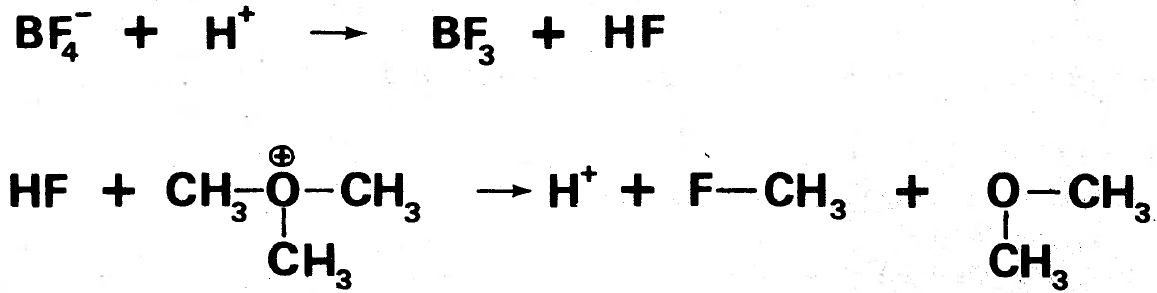 BF₄⁻ + H⁺ → BF₃ + HF
HF + CH₃–O–CH₃ → H⁺ + F–CH₃ + O–CH₃
⊕
CH₃ CH₃